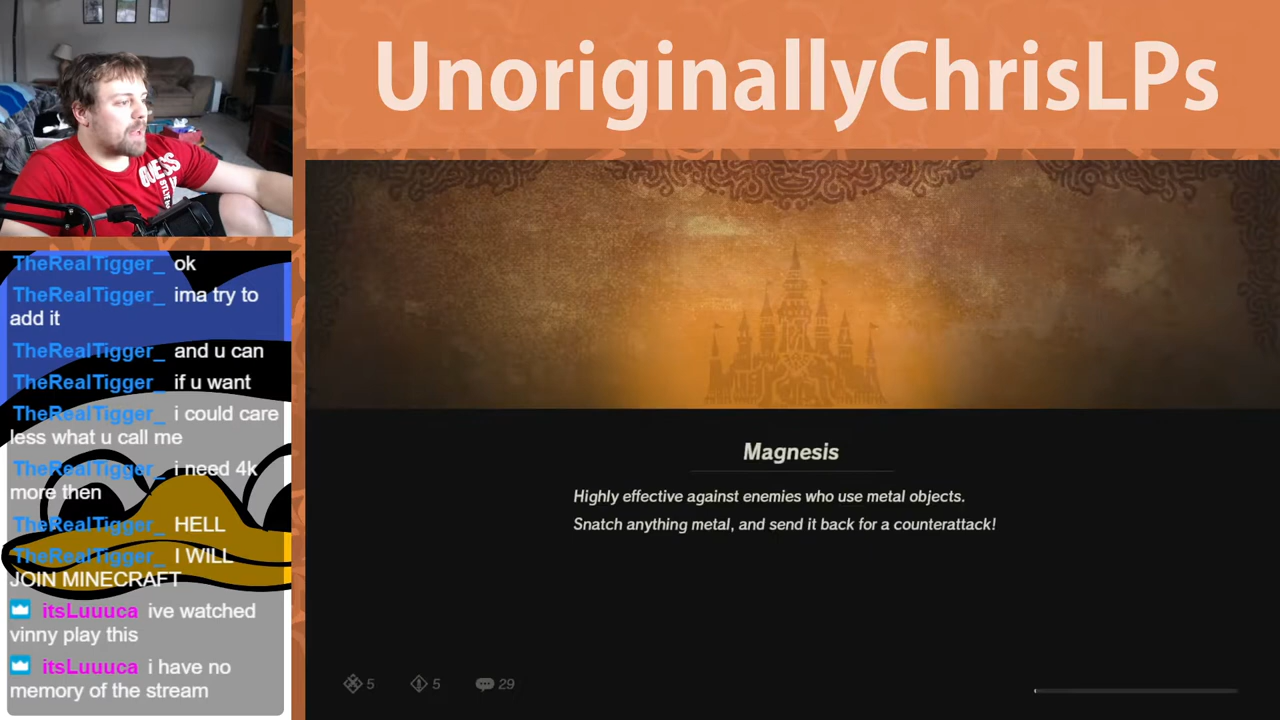 UnoriginallyChrisLPs
GUESS
TheRealTigger_ ok
TheRealTigger_ ima try to
add it
TheRealTigger_ and u can
TheRealTigger_ if u want
TheRealTigger_ i could care
less what u call me
TheRealTigger_ i need 4k
more then
TheRealTigger_ HELL
TheRealTigger_ I WILL
JOIN MINECRAFT
itsLuuuca ive watched
vinny play this
itsLuuuca i have no
memory of the stream
Magnesis
Highly effective against enemies who use metal objects.
Snatch anything metal, and send it back for a counterattack!
5 5 29